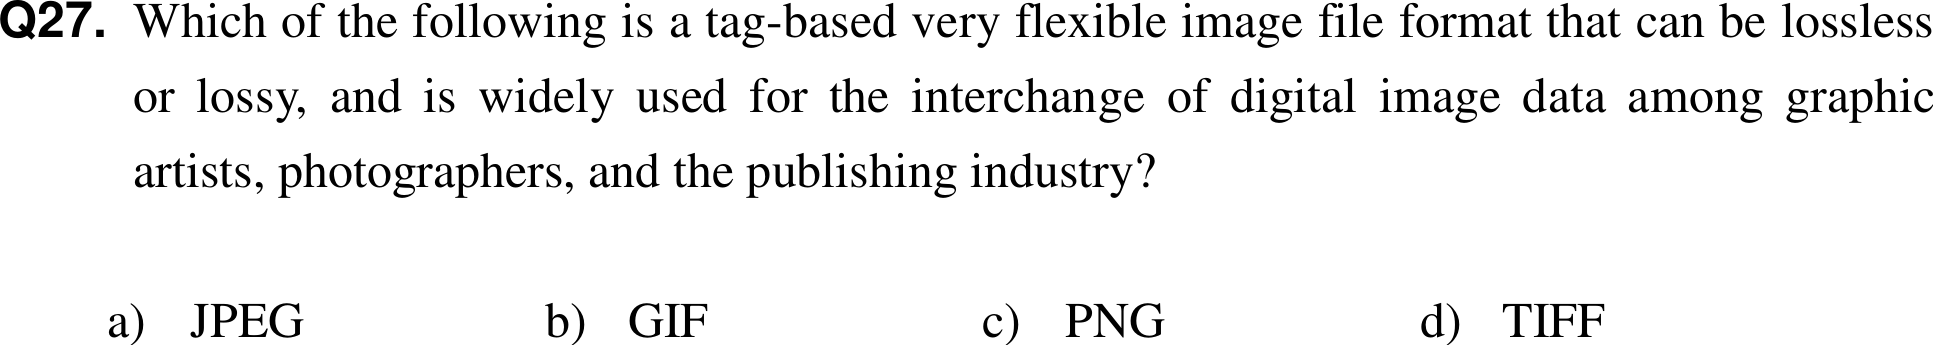 Q27. Which of the following is a tag-based very flexible image file format that can be lossless
or lossy, and is widely used for the interchange of digital image data among graphic
artists, photographers, and the publishing industry?
a) JPEG b) GIF c) PNG d) TIFF